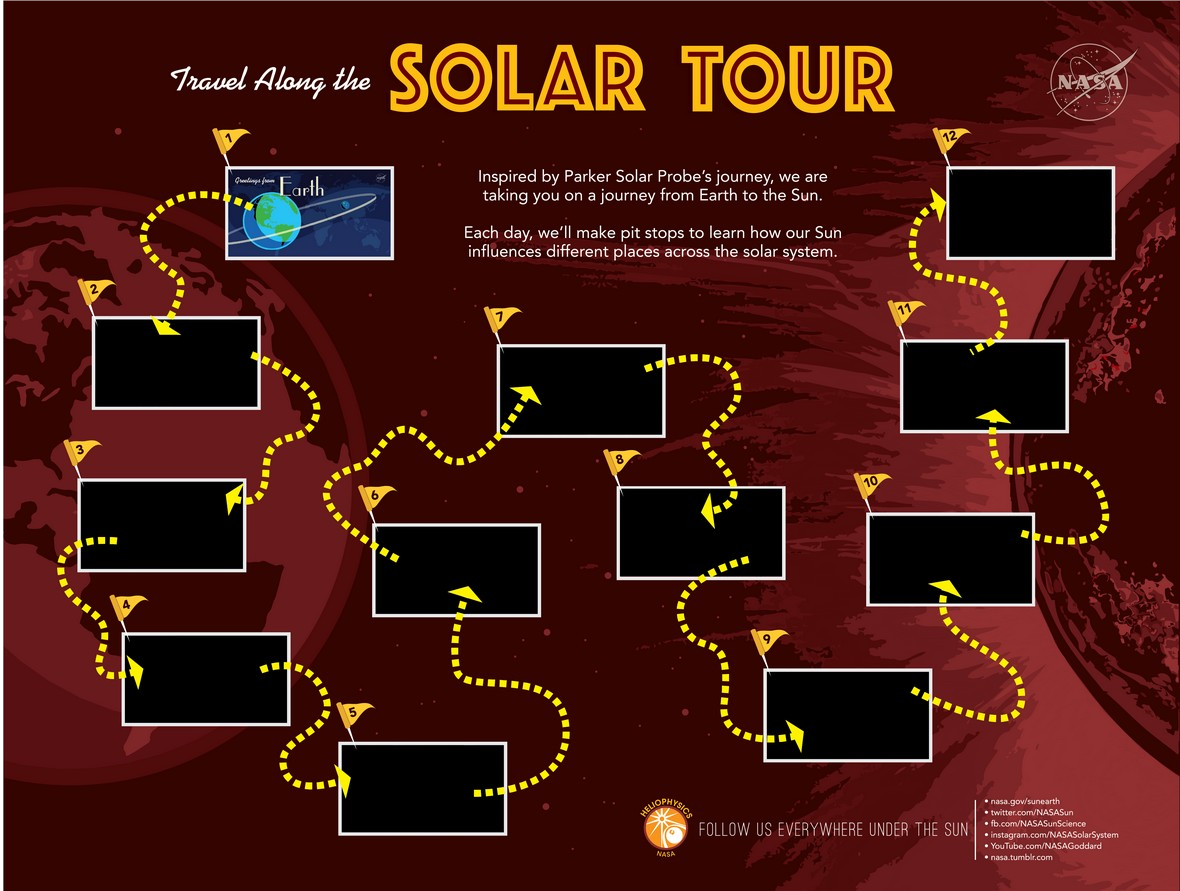 Travel Along the SOLAR TOUR
NASA
1
12
Greetings from Earth
Inspired by Parker Solar Probe's journey, we are
taking you on a journey from Earth to the Sun.
Each day, we'll make pit stops to learn how our Sun
influences different places across the solar system.
2
7
11
3
8
6
10
4
9
5
HELIOPHYSICS
NASA
FOLLOW US EVERYWHERE UNDER THE SUN
• nasa.gov/sunearth
• twitter.com/NASASun
• fb.com/NASASunScience
• instagram.com/NASASolarSystem
• YouTube.com/NASAGoddard
• nasa.tumblr.com